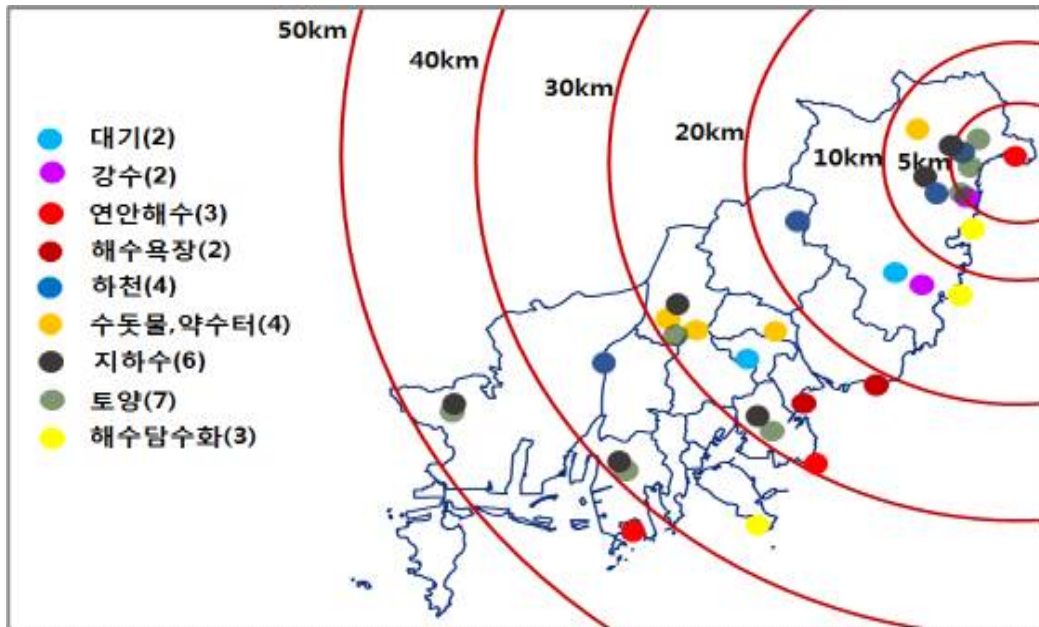 50km
40km
30km
20km
10km
5km
대기(2)
강수(2)
연안해수(3)
해수욕장(2)
하천(4)
수돗물,약수터(4)
지하수(6)
토양(7)
해수담수화(3)